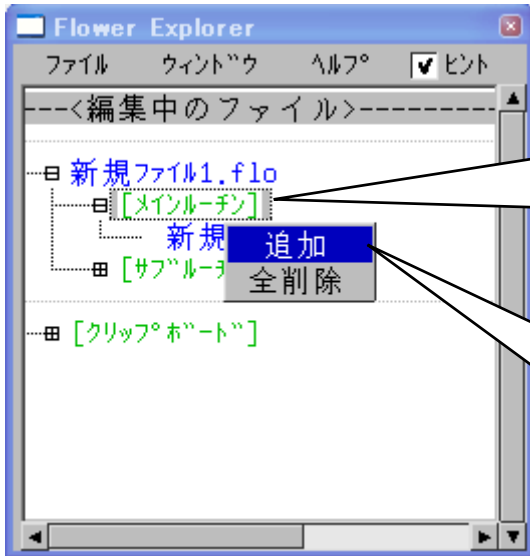 Flower Explorer
ﾌｧｲﾙ ｳｨﾝﾄﾞｳ ﾍﾙﾌﾟ ﾋﾝﾄ
---<編集中のファイル>---------
新規ﾌｧｲﾙ1.flo
[ﾒｲﾝﾙｰﾁﾝ]
新規
追加
[ｻﾌﾞﾙｰﾁ
全削除
[ｸﾘｯﾌﾟﾎﾞｰﾄﾞ]